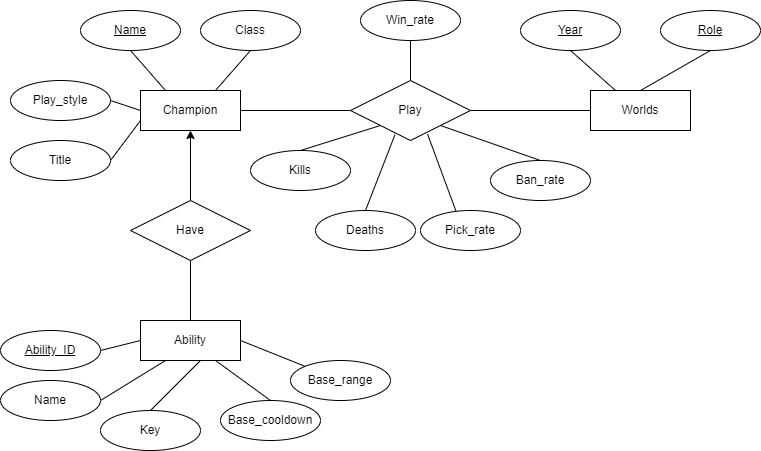 Win_rate
Name
Class
Year
Role
Play_style
Champion
Play
Worlds
Title
Kills
Ban_rate
Have
Deaths
Pick_rate
Ability
Ability_ID
Base_range
Name
Key
Base_cooldown